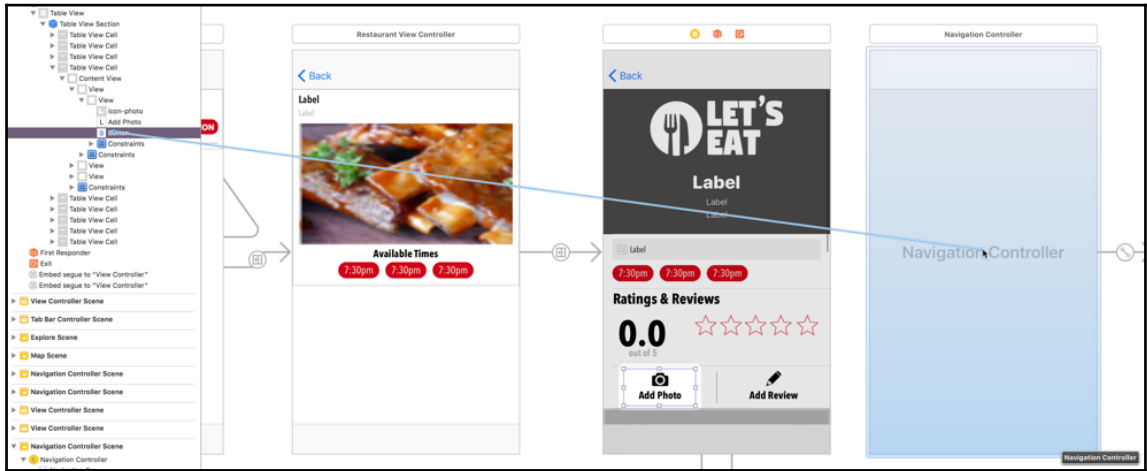 Table View
Table View Section
Table View Cell
Table View Cell
Table View Cell
Table View Cell
Content View
View
View
icon-photo
L Add Photo
B
Constraints
Constraints
View
View
Constraints
Table View Cell
Table View Cell
Table View Cell
Table View Cell
Table View Cell
First Responder
Exit
Embed segue to "View Controller"
Embed segue to "View Controller"
View Controller Scene
Tab Bar Controller Scene
Explore Scene
Map Scene
Navigation Controller Scene
Navigation Controller Scene
View Controller Scene
View Controller Scene
Navigation Controller Scene
Navigation Controller
ON
Restaurant View Controller
Back
Label
Label
Available Times
7:30pm 7:30pm 7:30pm
Back
LET'S
EAT
Label
Label
Label
Label
7:30pm 7:30pm 7:30pm
Ratings & Reviews
0.0
out of 5
Add Photo Add Review
Navigation Controller
Navigation Controller
Navigation Controller